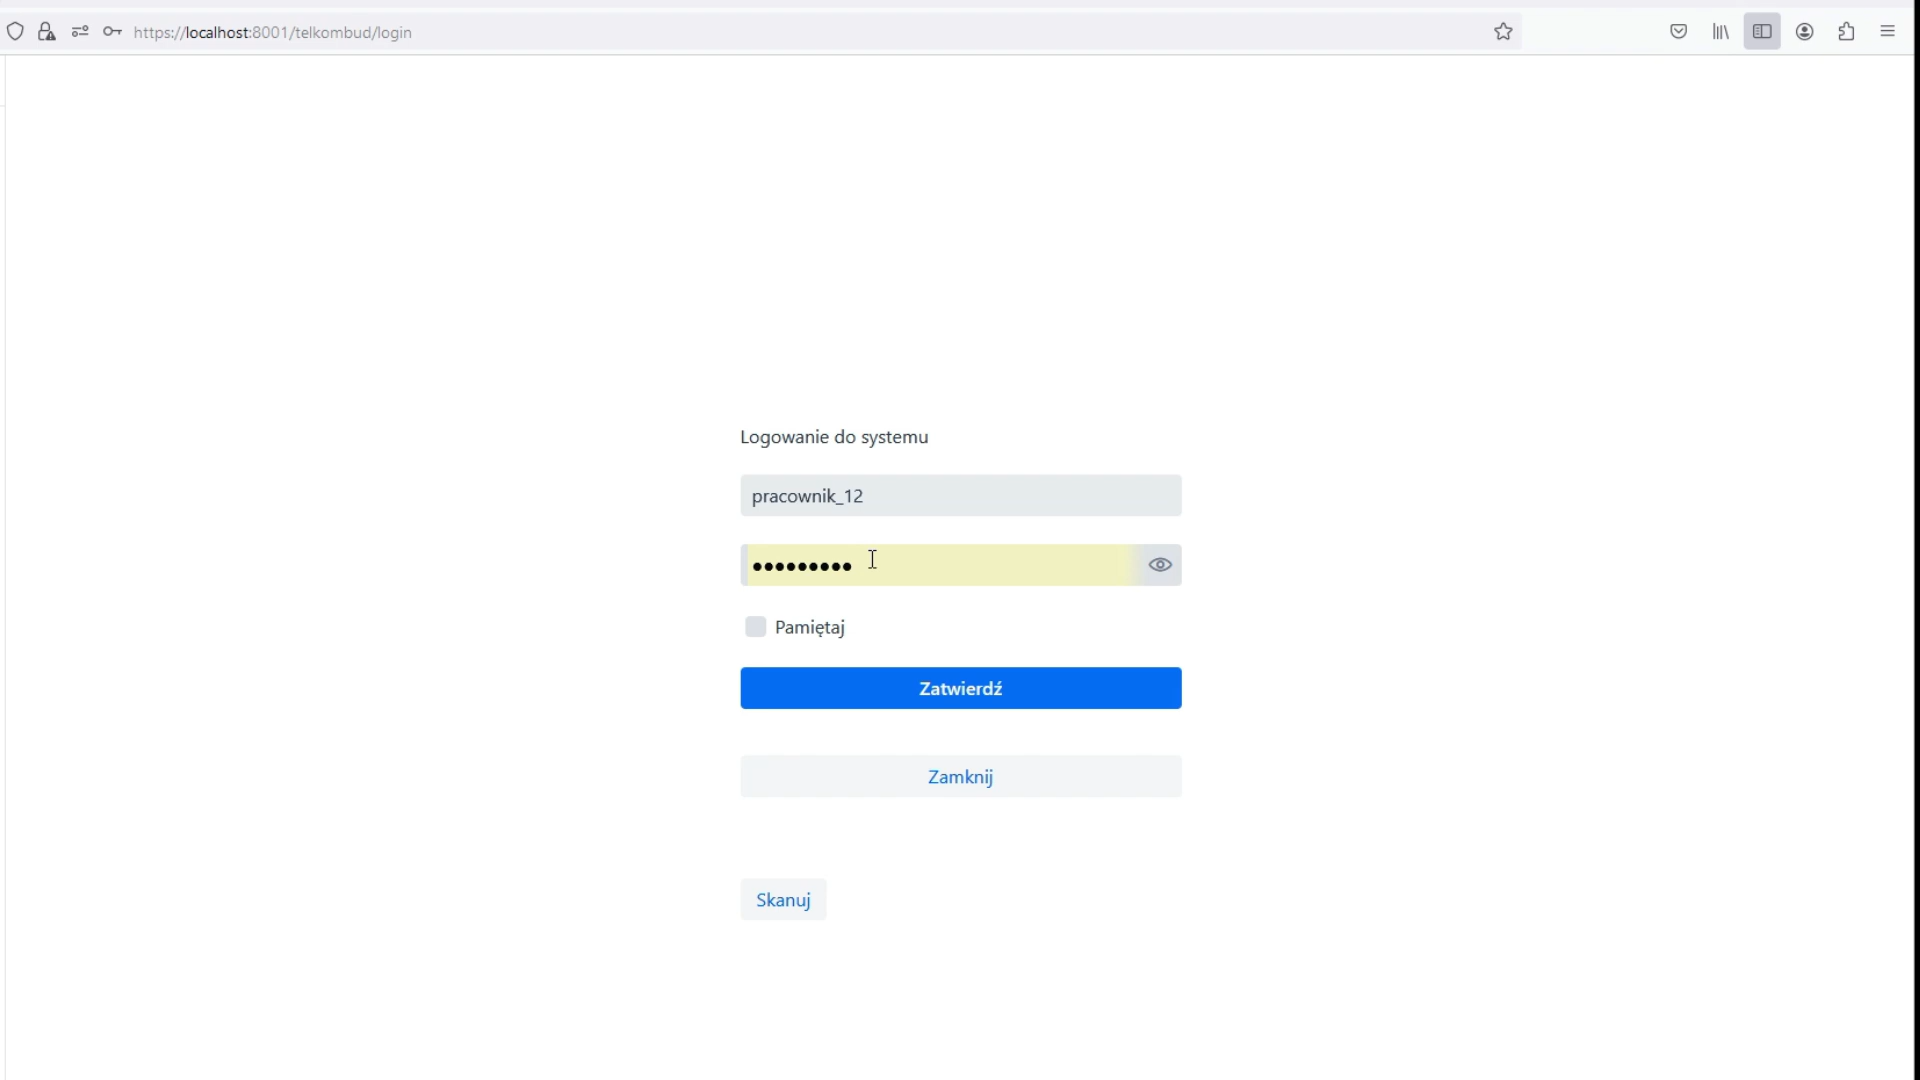 https://localhost:8001/telkombud/login
Logowanie do systemu
pracownik_12
Pamiętaj
Zatwierdź
Zamknij
Skanuj